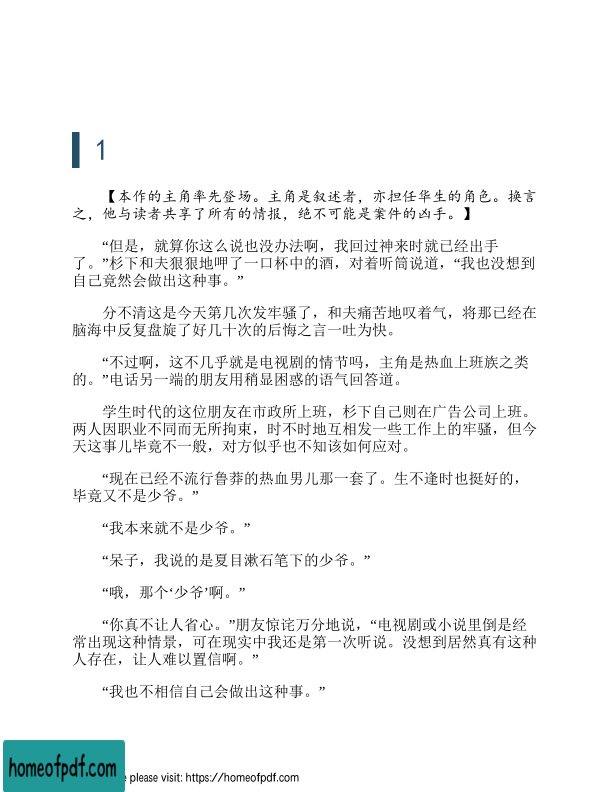 1
【本作的主角率先登场。主角是叙述者，亦担任华生的角色。换言
之，他与读者共享了所有的情报，绝不可能是案件的凶手。】
“但是，就算你这么说也没办法啊，我回过神来时就已经出手
了。”杉下和夫狠狠地呷了一口杯中的酒，对着听筒说道，“我也没想到
自己竟然会做出这种事。”
分不清这是今天第几次发牢骚了，和夫痛苦地叹着气，将那已经在
脑海中反复盘旋了好几十次的后悔之言一吐为快。
“不过啊，这不几乎就是电视剧的情节吗，主角是热血上班族之类
的。”电话另一端的朋友用稍显困惑的语气回答道。
学生时代的这位朋友在市政所上班，杉下自己则在广告公司上班。
两人因职业不同而无所拘束，时不时地互相发一些工作上的牢骚，但今
天这事儿毕竟不一般，对方似乎也不知该如何应对。
“现在已经不流行鲁莽的热血男儿那一套了。生不逢时也挺好的，
毕竟又不是少爷。”
“我本来就不是少爷。”
“呆子，我说的是夏目漱石笔下的少爷。”
“哦，那个‘少爷’啊。”
“你真不让人省心。”朋友惊诧万分地说，“电视剧或小说里倒是经
常出现这种情景，可在现实中我还是第一次听说。没想到居然真有这种
人存在，让人难以置信啊。”
“我也不相信自己会做出这种事。”
homeofpdf.com
e please visit: https://homeofpdf.com